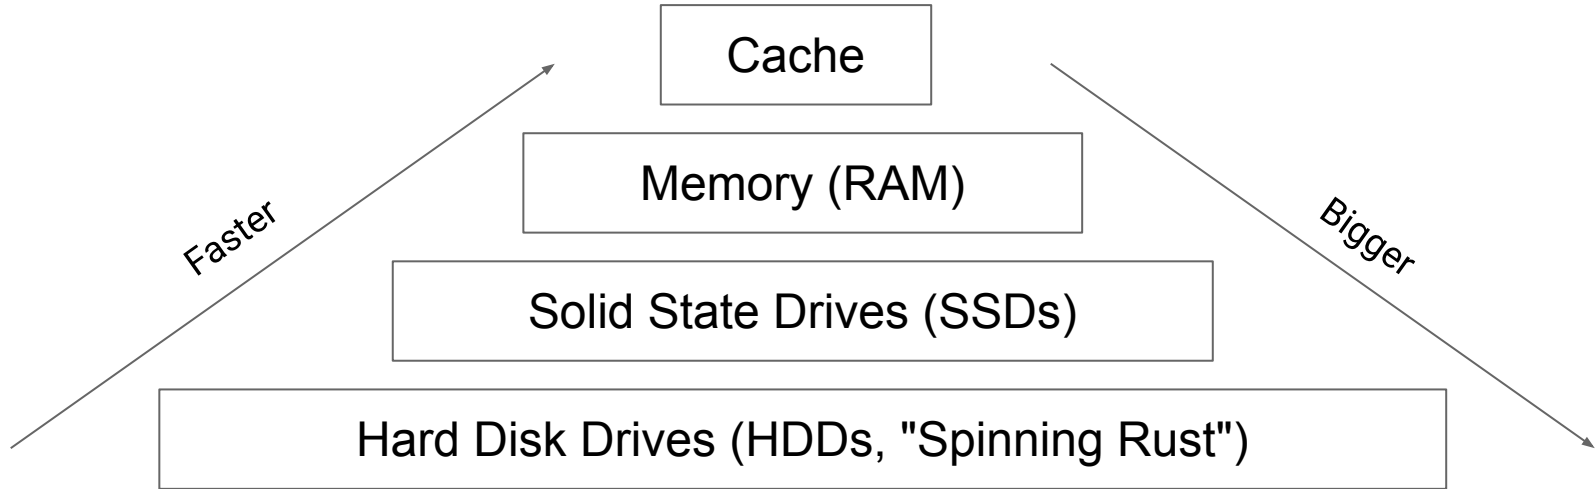 Cache
Memory (RAM)
Faster
Bigger
Solid State Drives (SSDs)
Hard Disk Drives (HDDs, "Spinning Rust")